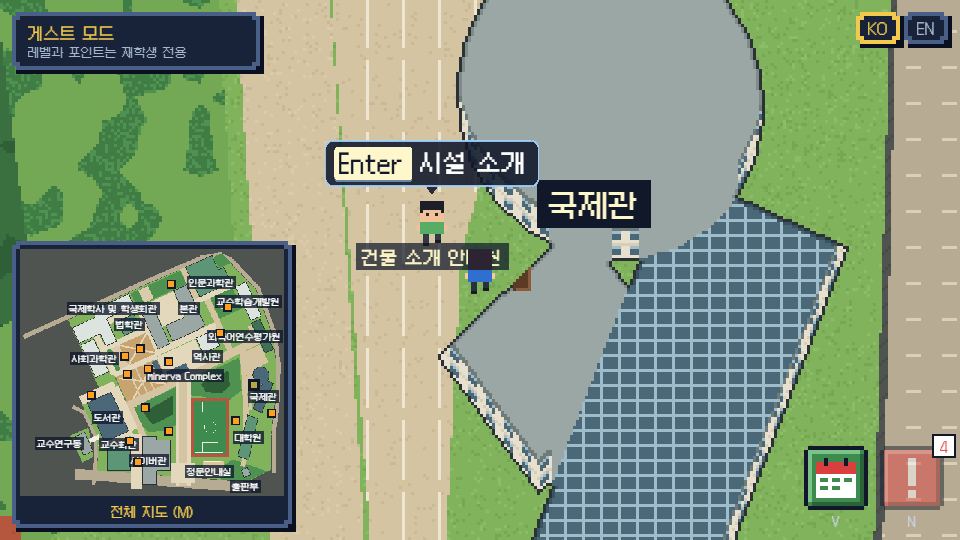 게스트 모드
레벨과 포인트는 재학생 전용
KO
EN
Enter 시설 소개
국제관
건물 소개 안
인문과학관
교수학습개발원
국제학사 및 학생회관
본관
법학관
역사관
사회과학관
Minerva Complex
국제관
도서관
대학원
교수연구동
정문안내실
출판부
전체 지도 (M)
4
V
N